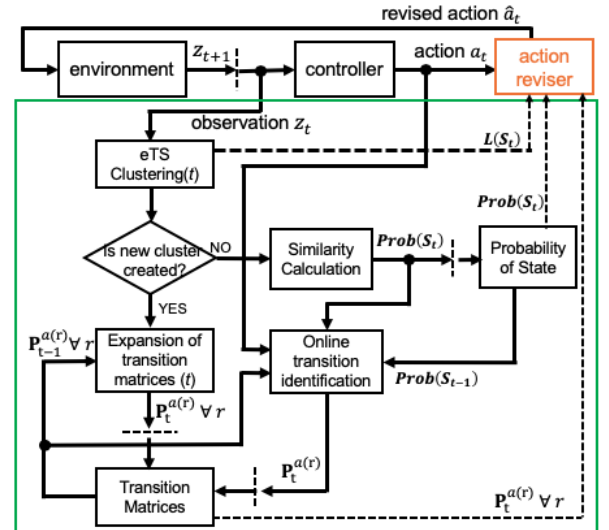 revised action â_t
environment
z_{t+1}
controller
action a_t
action
reviser
observation z_t
eTS
Clustering(t)
L(S_t)
Prob(S_t)
Is new cluster
created?
NO
Similarity
Calculation
Prob(S_t)
Probability
of State
YES
P_{t-1}^{a(r)} ∀ r
Expansion of
transition
matrices (t)
Online
transition
identification
Prob(S_{t-1})
P_t^{a(r)} ∀ r
P_t^{a(r)}
Transition
Matrices
P_t^{a(r)} ∀ r